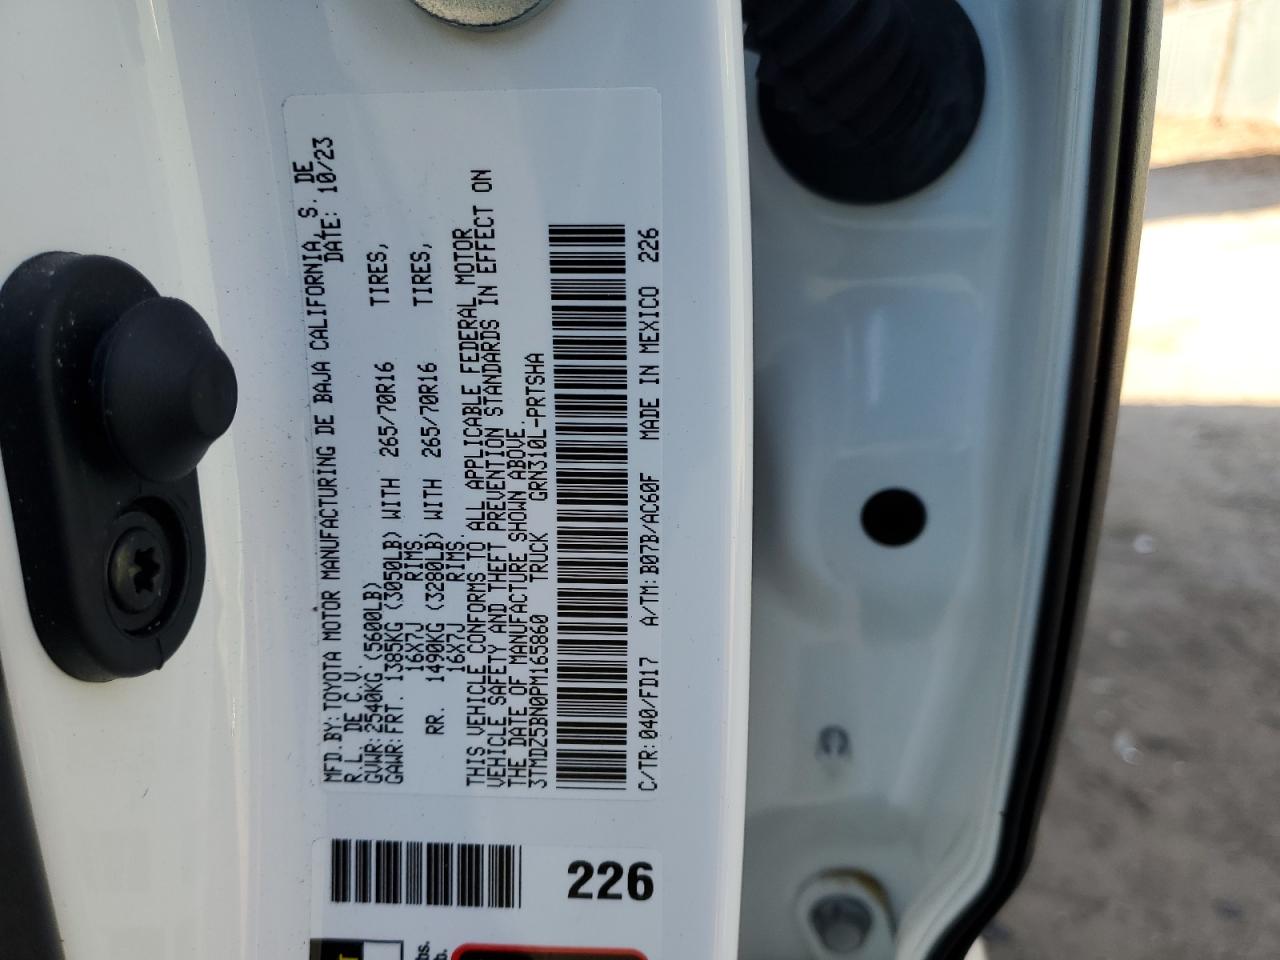 MFD.BY:TOYOTA MOTOR MANUFACTURING DE BAJA CALIFORNIA, S. DE
R.L. DE C.V. DATE: 10/23
GVWR:2540KG (5600LB)
GAWR:FRT. 1385KG (3050LB) WITH 265/70R16 TIRES,
16X7J RIMS
RR. 1490KG (3280LB) WITH 265/70R16 TIRES,
16X7J RIMS.
THIS VEHICLE CONFORMS TO ALL APPLICABLE FEDERAL MOTOR
VEHICLE SAFETY AND THEFT PREVENTION STANDARDS IN EFFECT ON
THE DATE OF MANUFACTURE SHOWN ABOVE.
3TMDZ5BN0PM165860 TRUCK GRN310L-PRTSHA
C/TR:040/FD17 A/TM:B07B/AC60F MADE IN MEXICO 226
226
C